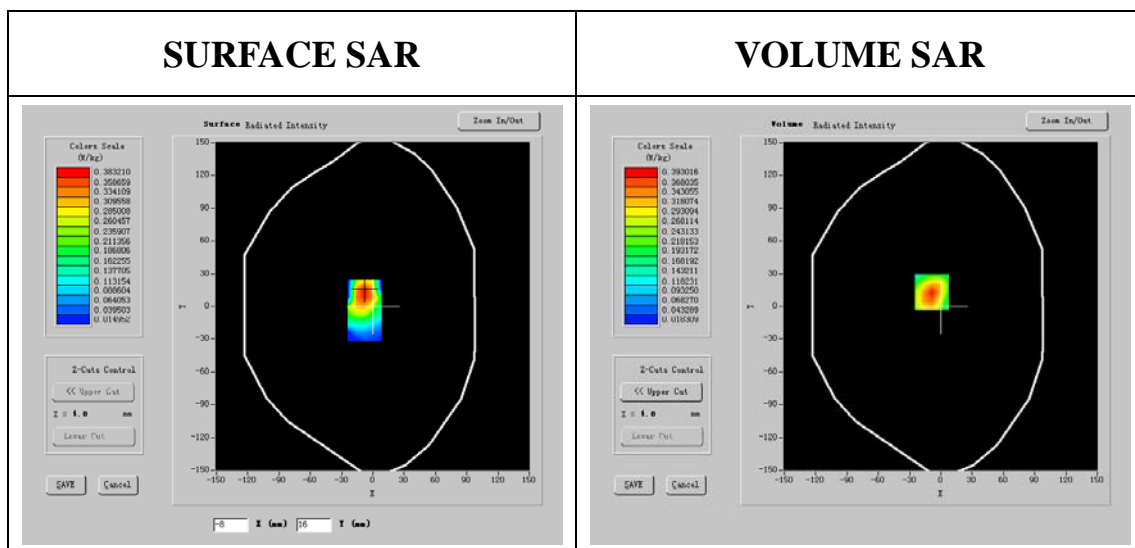 SURFACE SAR
VOLUME SAR
Surface Radiated Intensity
Zoom In/Out
Colors Scale
(W/kg)
0.383210
0.358659
0.334109
0.309558
0.285008
0.260457
0.235907
0.211356
0.186806
0.162255
0.137705
0.113154
0.088604
0.064053
0.039503
0.014952
150
120
90
60
30
0
-30
-60
-90
-120
-150
Y
-150 -120 -90 -60 -30 0 30 60 90 120 150
X
Z-Cuts Control
<< Upper Cut
Z = 4.0 mm
Lower Cut
SAVE
Cancel
-8 X (mm) 16 Y (mm)
Volume Radiated Intensity
Zoom In/Out
Colors Scale
(W/kg)
0.393016
0.368035
0.343055
0.318074
0.293094
0.268114
0.243133
0.218153
0.193172
0.168192
0.143211
0.118231
0.093250
0.068270
0.043289
0.018309
150
120
90
60
30
0
-30
-60
-90
-120
-150
Y
-150 -120 -90 -60 -30 0 30 60 90 120 150
X
Z-Cuts Control
<< Upper Cut
Z = 4.0 mm
Lower Cut
SAVE
Cancel